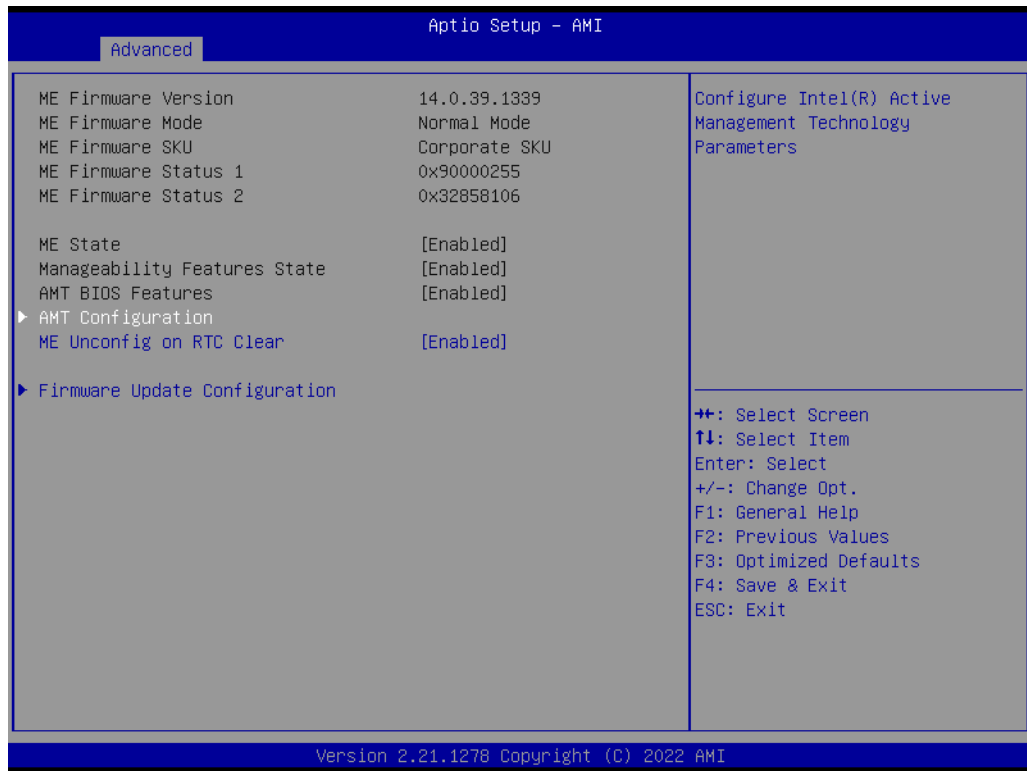 Aptio Setup – AMI
Advanced
ME Firmware Version 14.0.39.1339
ME Firmware Mode Normal Mode
ME Firmware SKU Corporate SKU
ME Firmware Status 1 0x90000255
ME Firmware Status 2 0x32858106
ME State [Enabled]
Manageability Features State [Enabled]
AMT BIOS Features [Enabled]
AMT Configuration
ME Unconfig on RTC Clear [Enabled]
Firmware Update Configuration
Configure Intel(R) Active
Management Technology
Parameters
→←: Select Screen
↑↓: Select Item
Enter: Select
+/-: Change Opt.
F1: General Help
F2: Previous Values
F3: Optimized Defaults
F4: Save & Exit
ESC: Exit
Version 2.21.1278 Copyright (C) 2022 AMI